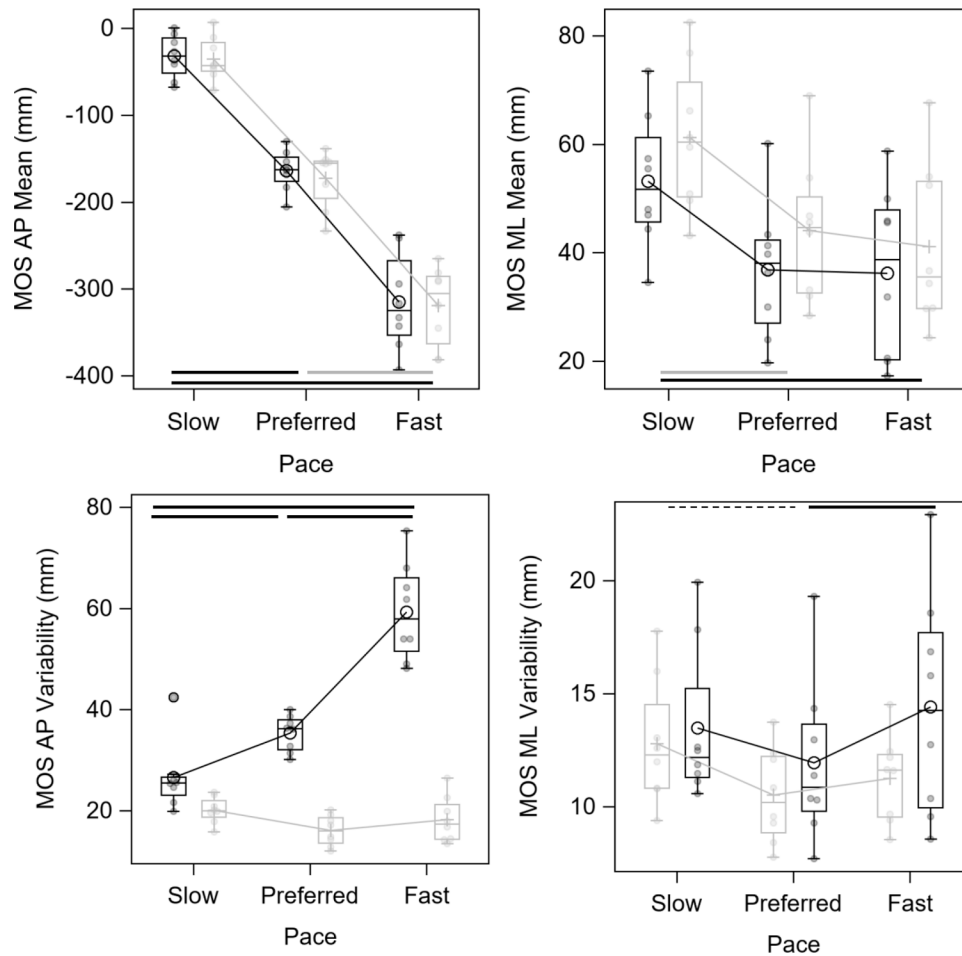 MOS AP Mean (mm)
0
-100
-200
-300
-400
Slow Preferred Fast
Pace
MOS ML Mean (mm)
80
60
40
20
Slow Preferred Fast
Pace
MOS AP Variability (mm)
80
60
40
20
Slow Preferred Fast
Pace
MOS ML Variability (mm)
20
15
10
Slow Preferred Fast
Pace